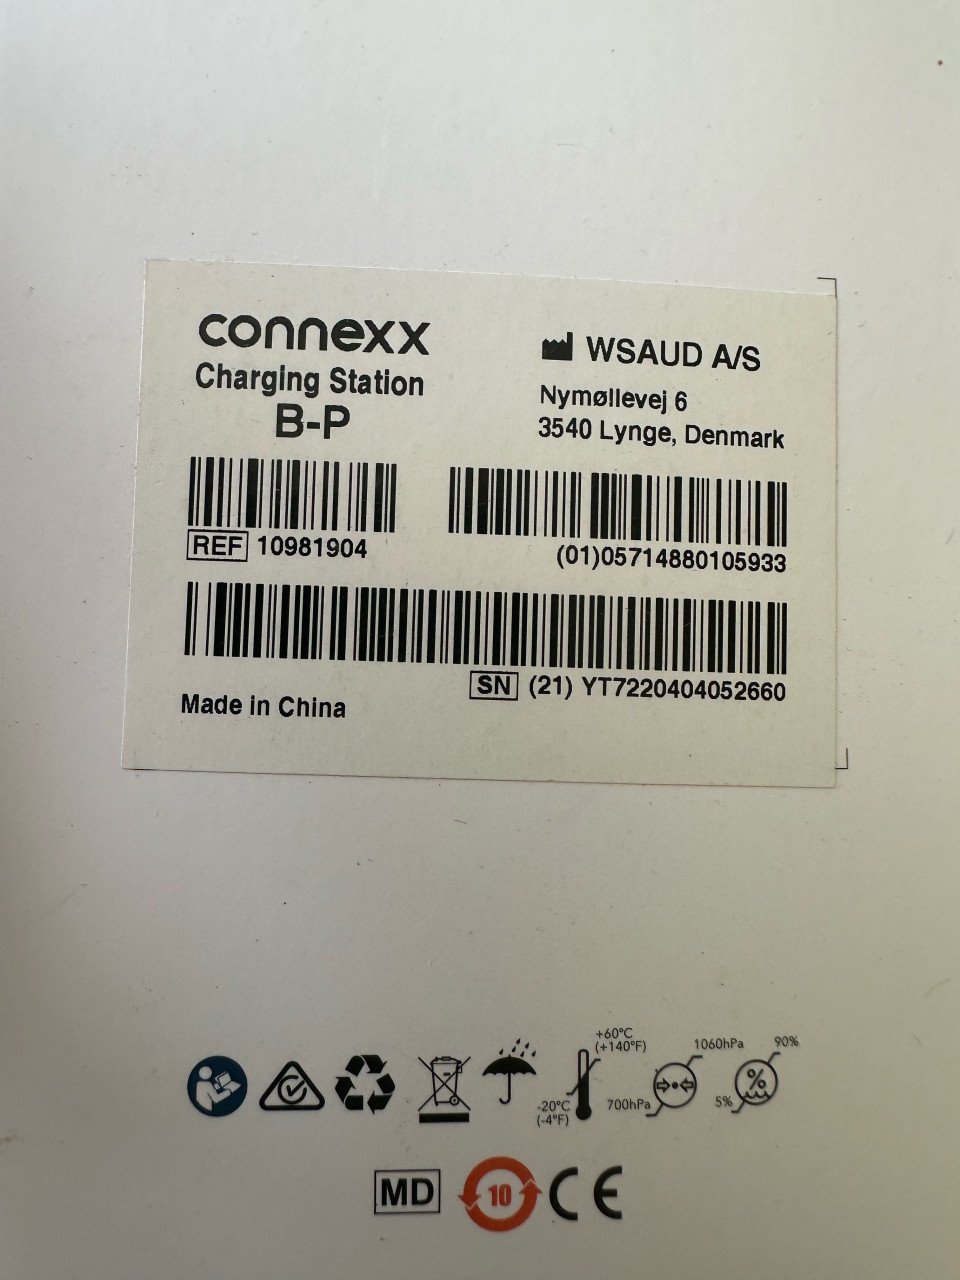 connexx
Charging Station
B-P
WSAUD A/S
Nymøllevej 6
3540 Lynge, Denmark
REF 10981904
(01)05714880105933
SN (21) YT7220404052660
Made in China
+60°C
(+140°F)
-20°C
(-4°F)
1060hPa
700hPa
90%
%
5%
MD
10
CE